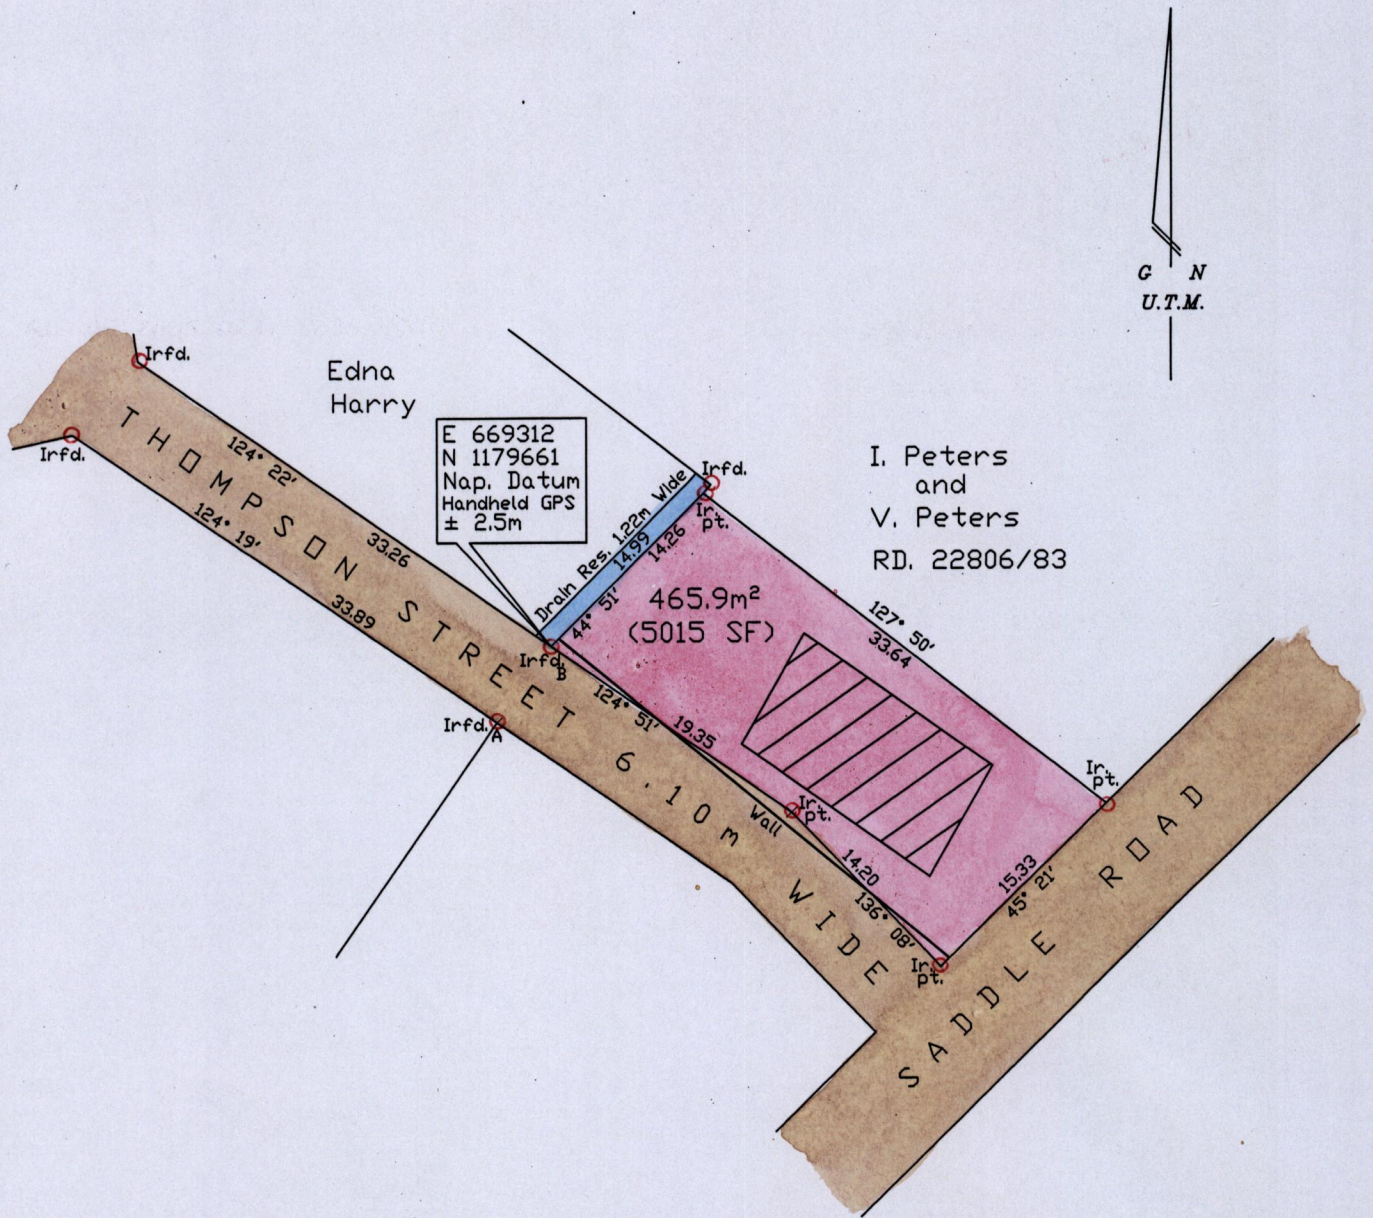 G N
U.T.M.
Irfd.
Irfd.
Edna
Harry
E 669312
N 1179661
Nap. Datum
Handheld GPS
± 2.5m
I. Peters
and
V. Peters
RD. 22806/83
THOMPSON STREET 6.10m WIDE
124° 22'
33.26
124° 19'
33.89
Drain Res. 1.22m Wide
Irfd.
Ir.
pt.
14.99
14.26
44° 51'
465.9m²
(5015 SF)
127° 50'
33.64
Irfd.
B
Irfd.
A
124° 51'
19.35
Wall
Ir.
pt.
14.20
136° 08'
Ir.
pt.
Ir.
pt.
15.33
45° 21'
SADDLE ROAD